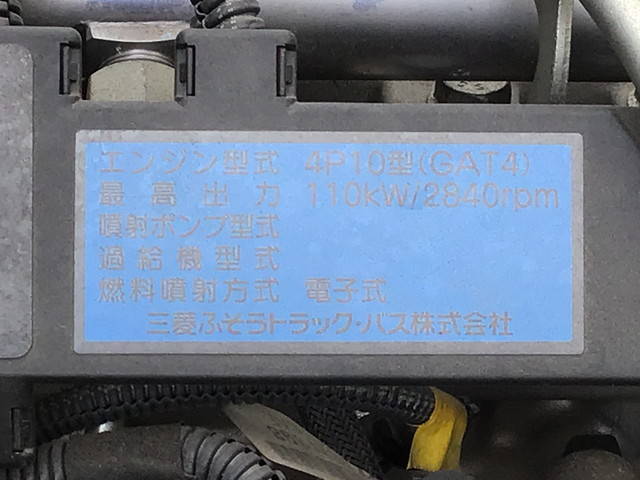 エンジン型式 4P10型(GAT4)
最高出力 110kW/2840rpm
噴射ポンプ型式
過給機型式
燃料噴射方式 電子式
三菱ふそうトラック・バス株式会社